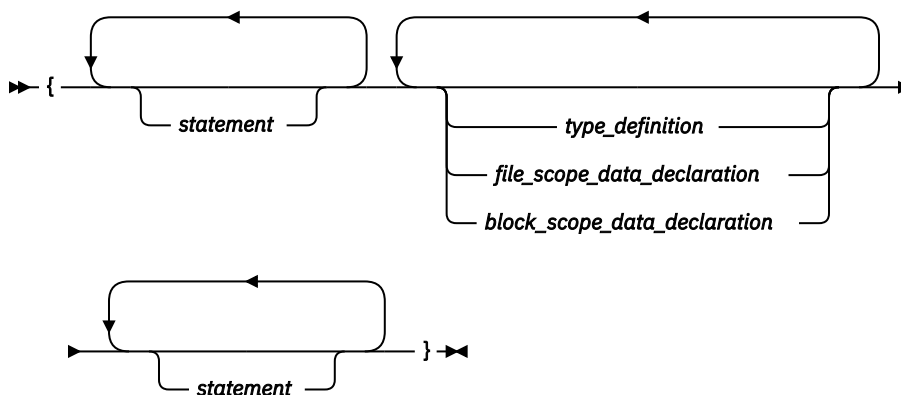 {
statement
type_definition
file_scope_data_declaration
block_scope_data_declaration
}
statement